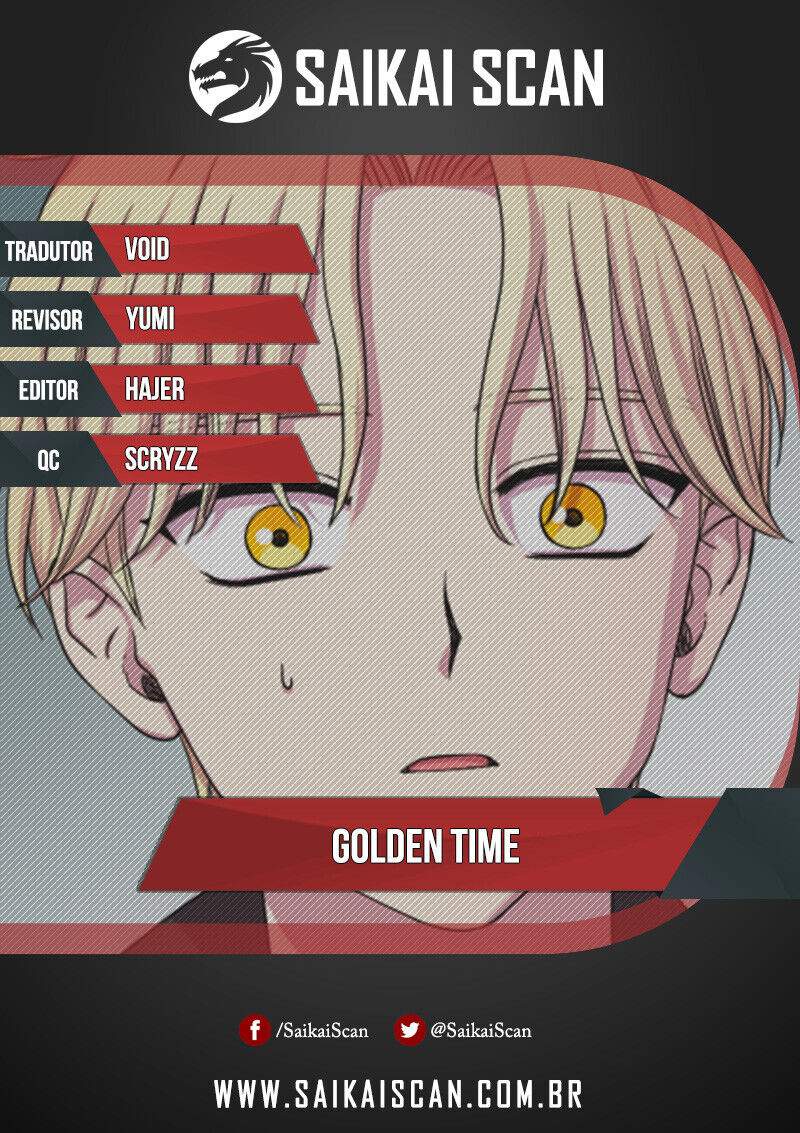 SAIKAI SCAN
TRADUTOR VOID
REVISOR YUMI
EDITOR HAJER
QC SCRYZZ
GOLDEN TIME
/SaikaiScan @SaikaiScan
WWW.SAIKAISCAN.COM.BR